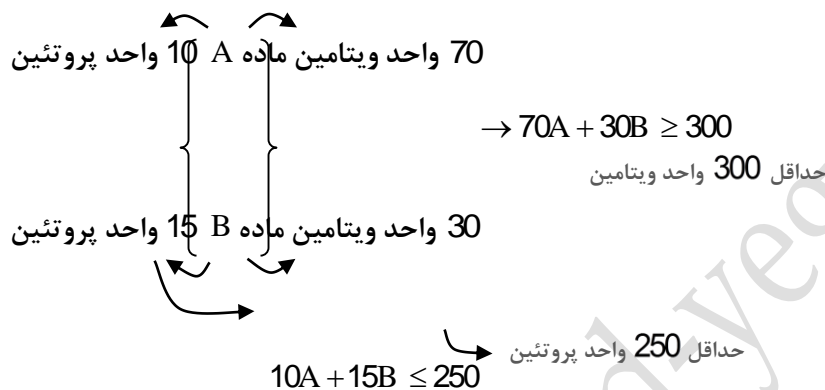 70 واحد ویتامین ماده A 10 واحد پروتئین
→ 70A + 30B ≥ 300
حداقل 300 واحد ویتامین
30 واحد ویتامین ماده B 15 واحد پروتئین
حداقل 250 واحد پروتئین
10A + 15B ≤ 250